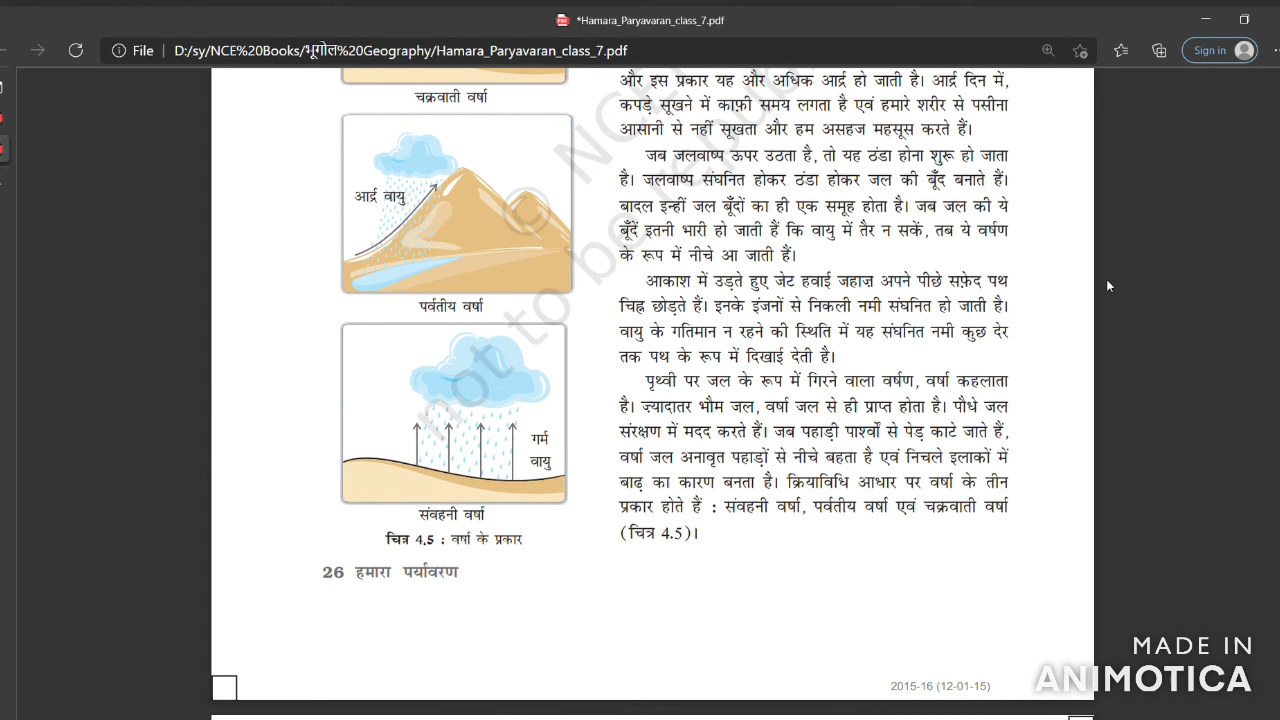 *Hamara_Paryavaran_class_7.pdf
File
D:/sy/NCE%20Books/भूगोल%20Geography/Hamara_Paryavaran_class_7.pdf
Sign in
चक्रवाती वर्षा
आर्द्र वायु
पर्वतीय वर्षा
गर्म
वायु
संवहनी वर्षा
चित्र 4.5 : वर्षा के प्रकार
26 हमारा पर्यावरण
और इस प्रकार यह और अधिक आर्द्र हो जाती है। आर्द्र दिन में,
कपड़े सूखने में काफ़ी समय लगता है एवं हमारे शरीर से पसीना
आसानी से नहीं सूखता और हम असहज महसूस करते हैं।
जब जलवाष्प ऊपर उठता है, तो यह ठंडा होना शुरू हो जाता
है। जलवाष्प संघनित होकर ठंडा होकर जल की बूँद बनाते हैं।
बादल इन्हीं जल बूँदों का ही एक समूह होता है। जब जल की ये
बूँदें इतनी भारी हो जाती हैं कि वायु में तैर न सकें, तब ये वर्षण
के रूप में नीचे आ जाती हैं।
आकाश में उड़ते हुए जेट हवाई जहाज़ अपने पीछे सफ़ेद पथ
चिह्न छोड़ते हैं। इनके इंजनों से निकली नमी संघनित हो जाती है।
वायु के गतिमान न रहने की स्थिति में यह संघनित नमी कुछ देर
तक पथ के रूप में दिखाई देती है।
पृथ्वी पर जल के रूप में गिरने वाला वर्षण, वर्षा कहलाता
है। ज़्यादातर भौम जल, वर्षा जल से ही प्राप्त होता है। पौधे जल
संरक्षण में मदद करते हैं। जब पहाड़ी पार्श्वों से पेड़ काटे जाते हैं,
वर्षा जल अनावृत पहाड़ों से नीचे बहता है एवं निचले इलाकों में
बाढ़ का कारण बनता है। क्रियाविधि आधार पर वर्षा के तीन
प्रकार होते हैं : संवहनी वर्षा, पर्वतीय वर्षा एवं चक्रवाती वर्षा
(चित्र 4.5)।
© NCE
not to be repub
2015-16 (12-01-15)
MADE IN
ANIMOTICA